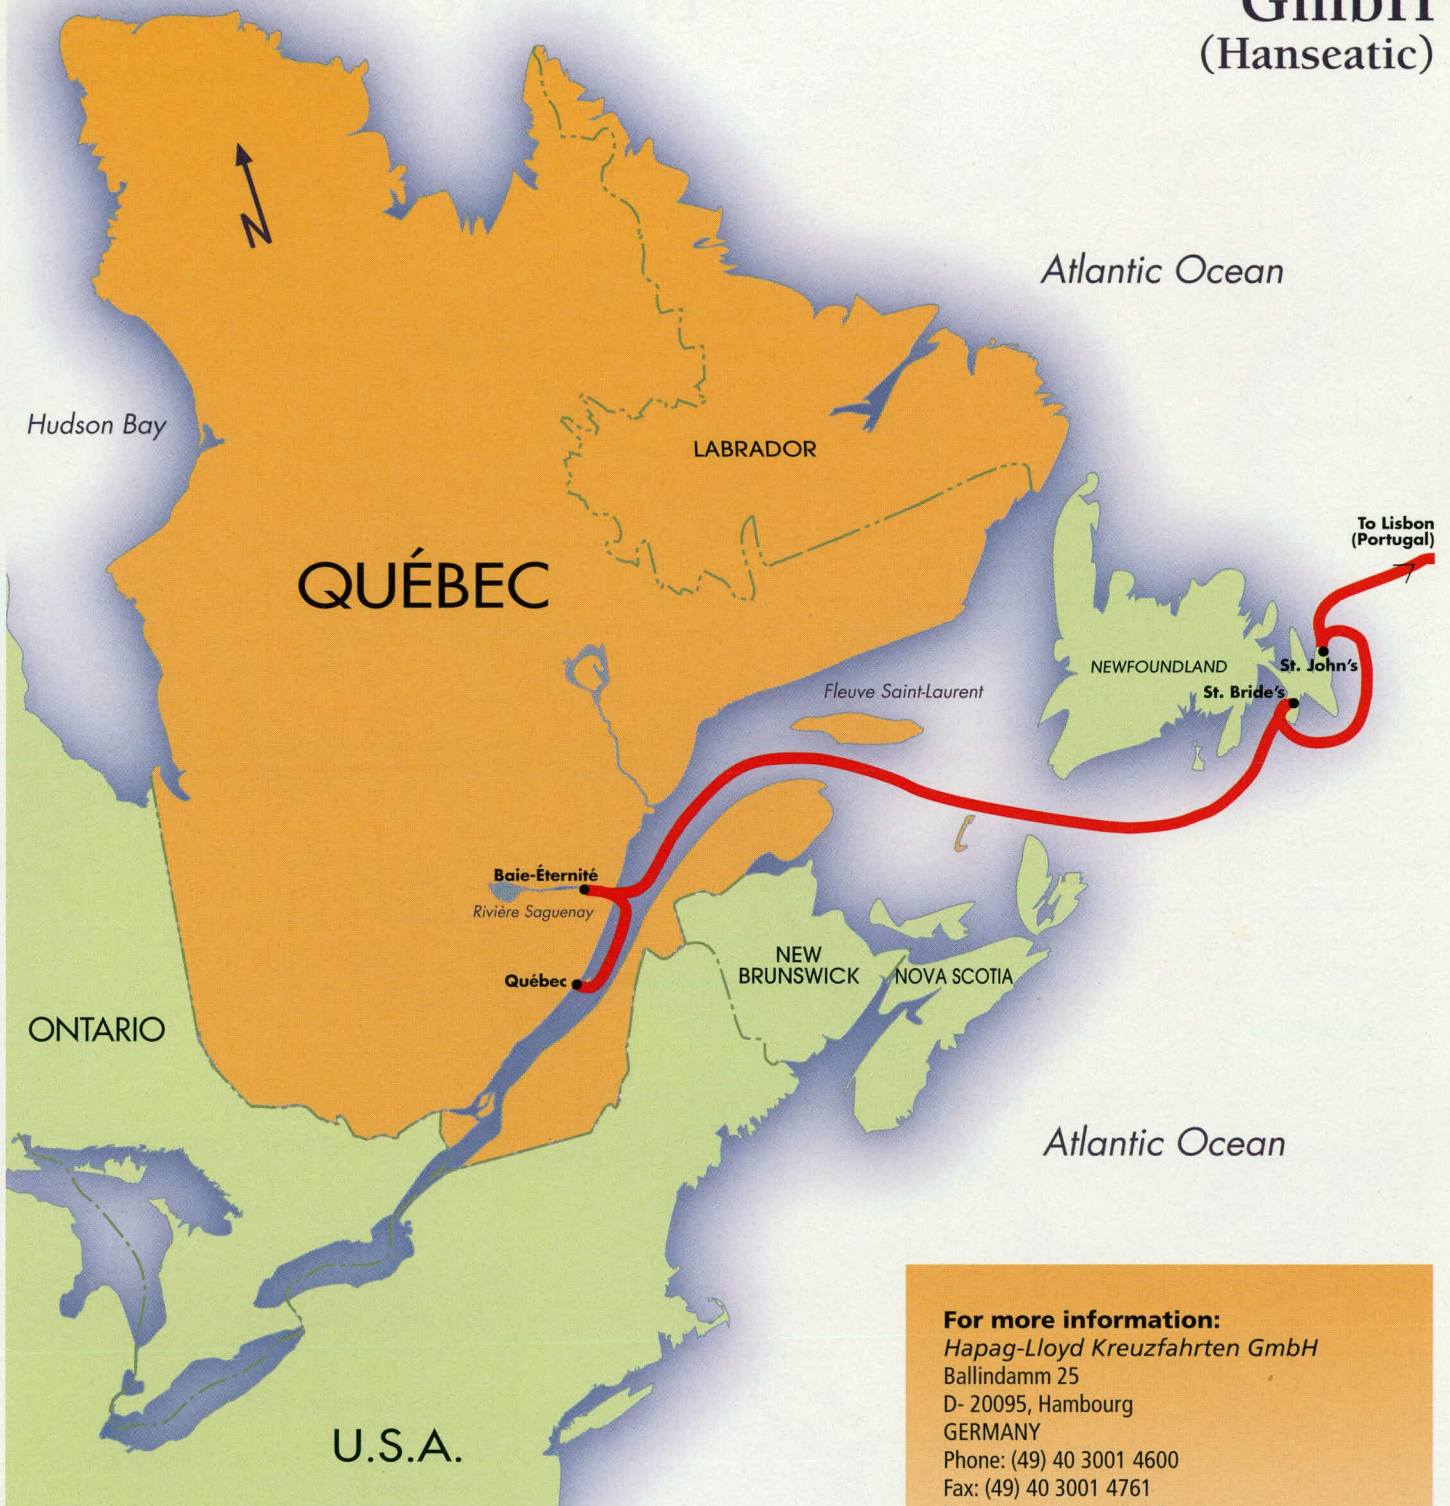 GmbH
(Hanseatic)
N
Atlantic Ocean
Hudson Bay
LABRADOR
To Lisbon
(Portugal)
QUÉBEC
NEWFOUNDLAND
St. John's
St. Bride's
Fleuve Saint-Laurent
Baie-Éternité
Rivière Saguenay
NEW
BRUNSWICK
NOVA SCOTIA
Québec
ONTARIO
Atlantic Ocean
For more information:
Hapag-Lloyd Kreuzfahrten GmbH
Ballindamm 25
D- 20095, Hambourg
GERMANY
Phone: (49) 40 3001 4600
Fax: (49) 40 3001 4761
U.S.A.